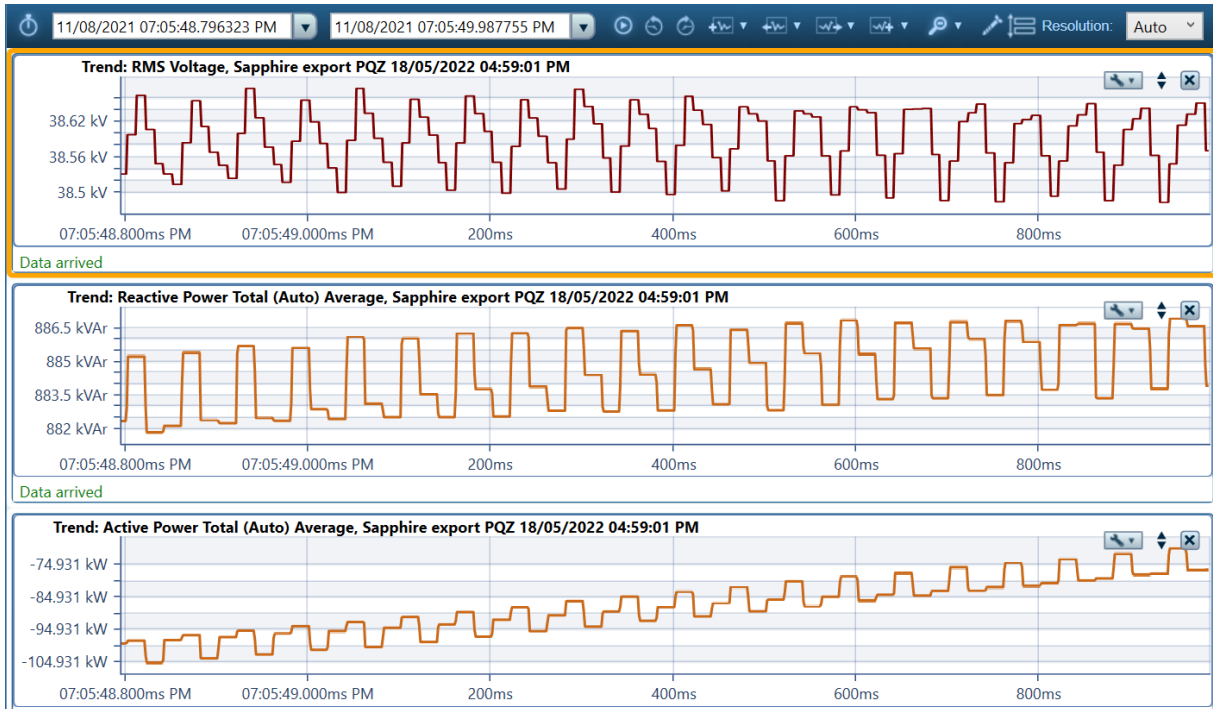 11/08/2021 07:05:48.796323 PM 11/08/2021 07:05:49.987755 PM Resolution: Auto
Trend: RMS Voltage, Sapphire export PQZ 18/05/2022 04:59:01 PM
38.62 kV
38.56 kV
38.5 kV
07:05:48.800ms PM 07:05:49.000ms PM 200ms 400ms 600ms 800ms
Data arrived
Trend: Reactive Power Total (Auto) Average, Sapphire export PQZ 18/05/2022 04:59:01 PM
886.5 kVAr
885 kVAr
883.5 kVAr
882 kVAr
07:05:48.800ms PM 07:05:49.000ms PM 200ms 400ms 600ms 800ms
Data arrived
Trend: Active Power Total (Auto) Average, Sapphire export PQZ 18/05/2022 04:59:01 PM
-74.931 kW
-84.931 kW
-94.931 kW
-104.931 kW
07:05:48.800ms PM 07:05:49.000ms PM 200ms 400ms 600ms 800ms